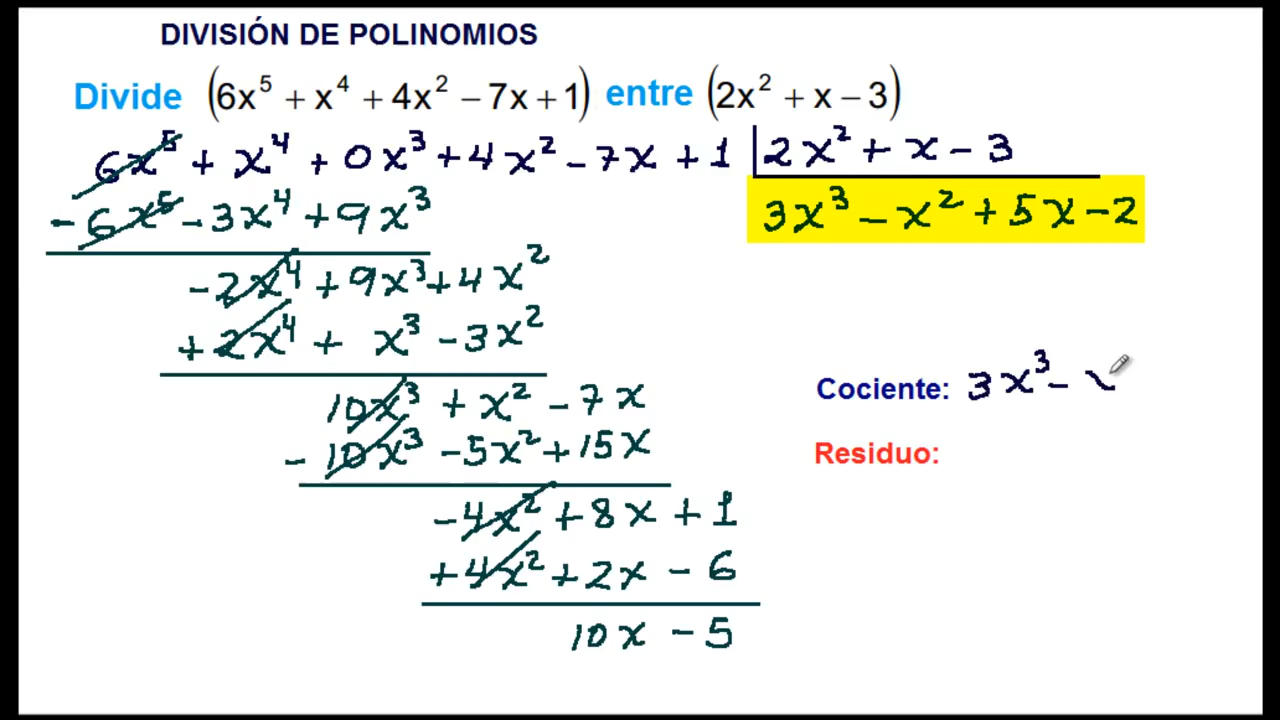 DIVISIÓN DE POLINOMIOS
Divide (6x⁵ + x⁴ + 4x² − 7x + 1) entre (2x² + x − 3)
6x⁵ + x⁴ + 0x³ + 4x² − 7x + 1 | 2x² + x − 3
− 6x⁵ − 3x⁴ + 9x³ 3x³ − x² + 5x − 2
− 2x⁴ + 9x³ + 4x²
+ 2x⁴ + x³ − 3x²
Cociente: 3x³ − x
10x³ + x² − 7x
− 10x³ − 5x² + 15x
Residuo:
− 4x² + 8x + 1
+ 4x² + 2x − 6
10x − 5